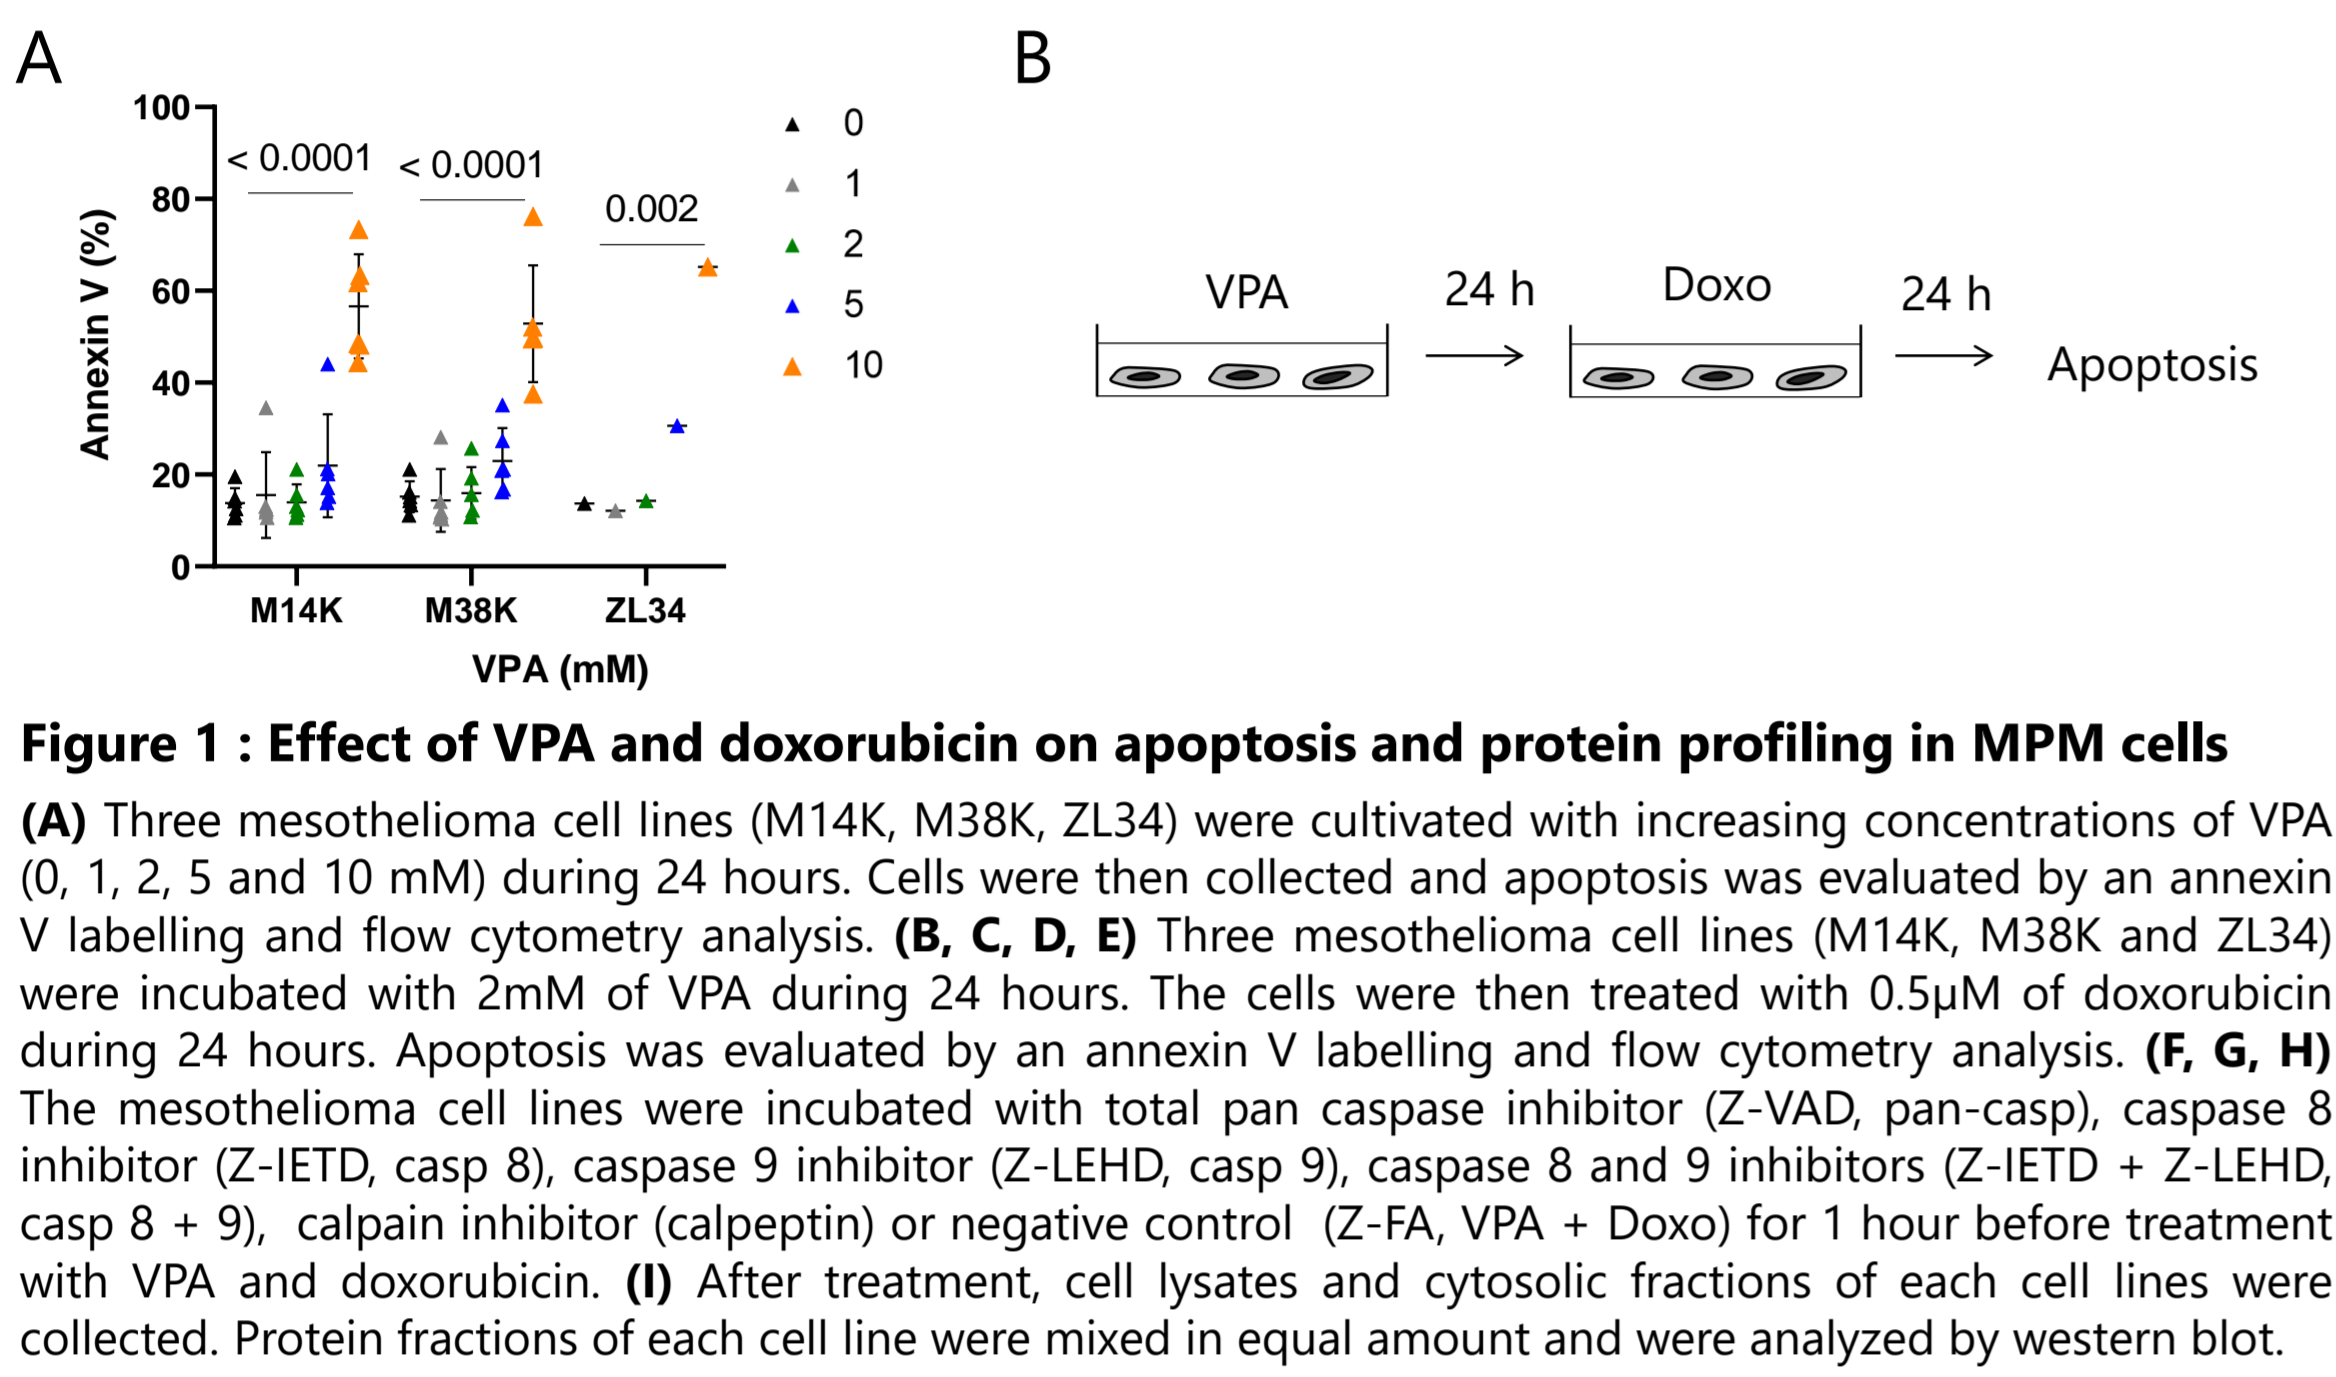 A
B
100
80
60
40
20
0
Annexin V (%)
< 0.0001
< 0.0001
0.002
0
1
2
5
10
M14K
M38K
ZL34
VPA (mM)
VPA
24 h
Doxo
24 h
Apoptosis
Figure 1 : Effect of VPA and doxorubicin on apoptosis and protein profiling in MPM cells
(A) Three mesothelioma cell lines (M14K, M38K, ZL34) were cultivated with increasing concentrations of VPA
(0, 1, 2, 5 and 10 mM) during 24 hours. Cells were then collected and apoptosis was evaluated by an annexin
V labelling and flow cytometry analysis. (B, C, D, E) Three mesothelioma cell lines (M14K, M38K and ZL34)
were incubated with 2mM of VPA during 24 hours. The cells were then treated with 0.5µM of doxorubicin
during 24 hours. Apoptosis was evaluated by an annexin V labelling and flow cytometry analysis. (F, G, H)
The mesothelioma cell lines were incubated with total pan caspase inhibitor (Z-VAD, pan-casp), caspase 8
inhibitor (Z-IETD, casp 8), caspase 9 inhibitor (Z-LEHD, casp 9), caspase 8 and 9 inhibitors (Z-IETD + Z-LEHD,
casp 8 + 9), calpain inhibitor (calpeptin) or negative control (Z-FA, VPA + Doxo) for 1 hour before treatment
with VPA and doxorubicin. (I) After treatment, cell lysates and cytosolic fractions of each cell lines were
collected. Protein fractions of each cell line were mixed in equal amount and were analyzed by western blot.